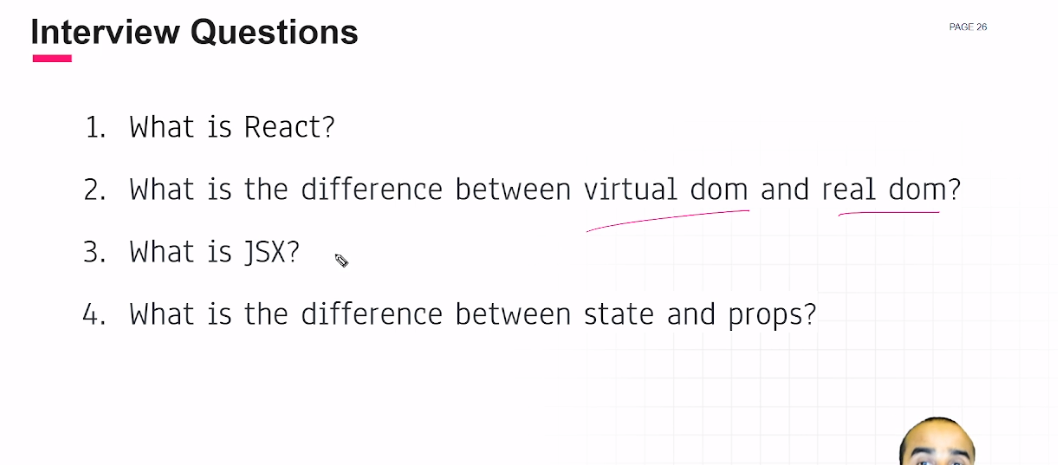 Interview Questions
PAGE 26
1. What is React?
2. What is the difference between virtual dom and real dom?
3. What is JSX?
4. What is the difference between state and props?